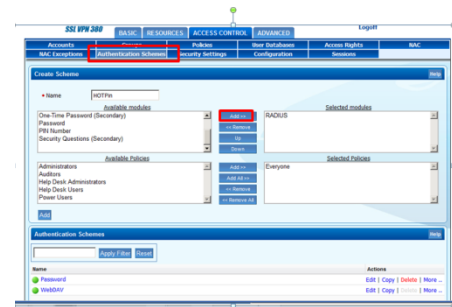 SSL VPN 380 BASIC RESOURCES ACCESS CONTROL ADVANCED Logoff
Accounts Policies User Databases Access Rights NAC
NAC Exceptions Authentication Schemes Security Settings Configuration Sessions
Create Scheme Help
• Name HOTPin
Available modules Selected modules
One-Time Password (Secondary) Add >> RADIUS
Password << Remove
PIN Number Up
Security Questions (Secondary) Down
Available Policies Selected Policies
Administrators Add >> Everyone
Auditors Add All >>
Help Desk Administrators
Help Desk Users << Remove
Power Users << Remove All
Add
Authentication Schemes Help
Apply Filter Reset
Name Actions
Password Edit | Copy | Delete | More ...
WebDAV Edit | Copy | Delete | More ...